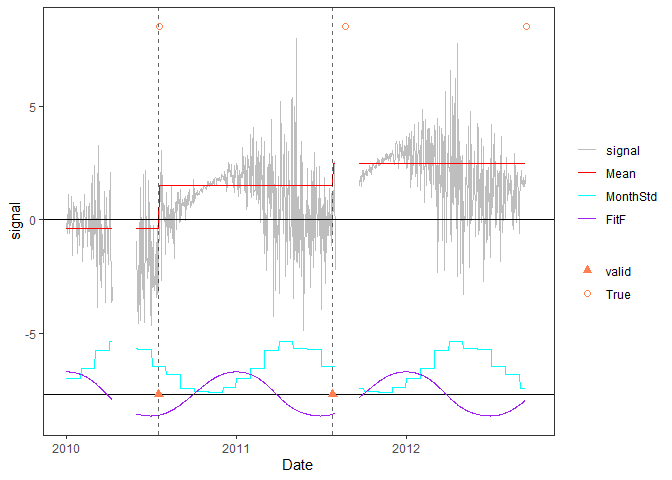 5
0
-5
signal
2010
2011
2012
Date
signal
Mean
MonthStd
FitF
valid
True